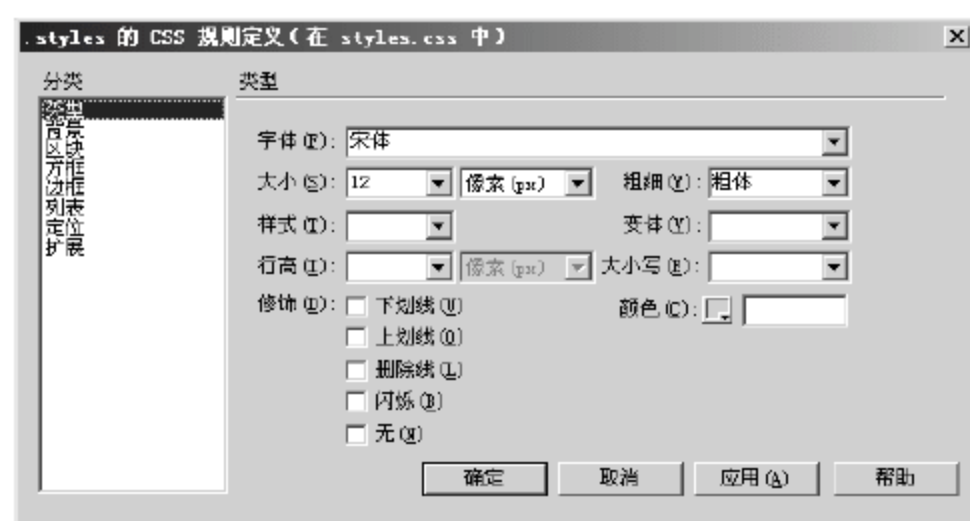 .styles 的 CSS 规则定义(在 styles.css 中)
分类
类型
类型
背景
区块
方框
边框
列表
定位
扩展
字体(F): 宋体
大小(S): 12 像素(px) 粗细(Y): 粗体
样式(T): 变体(Y):
行高(I): 像素(px) 大小写(E):
修饰(D): 下划线(U) 颜色(C):
上划线(O)
删除线(L)
闪烁(B)
无(N)
确定 取消 应用(A) 帮助